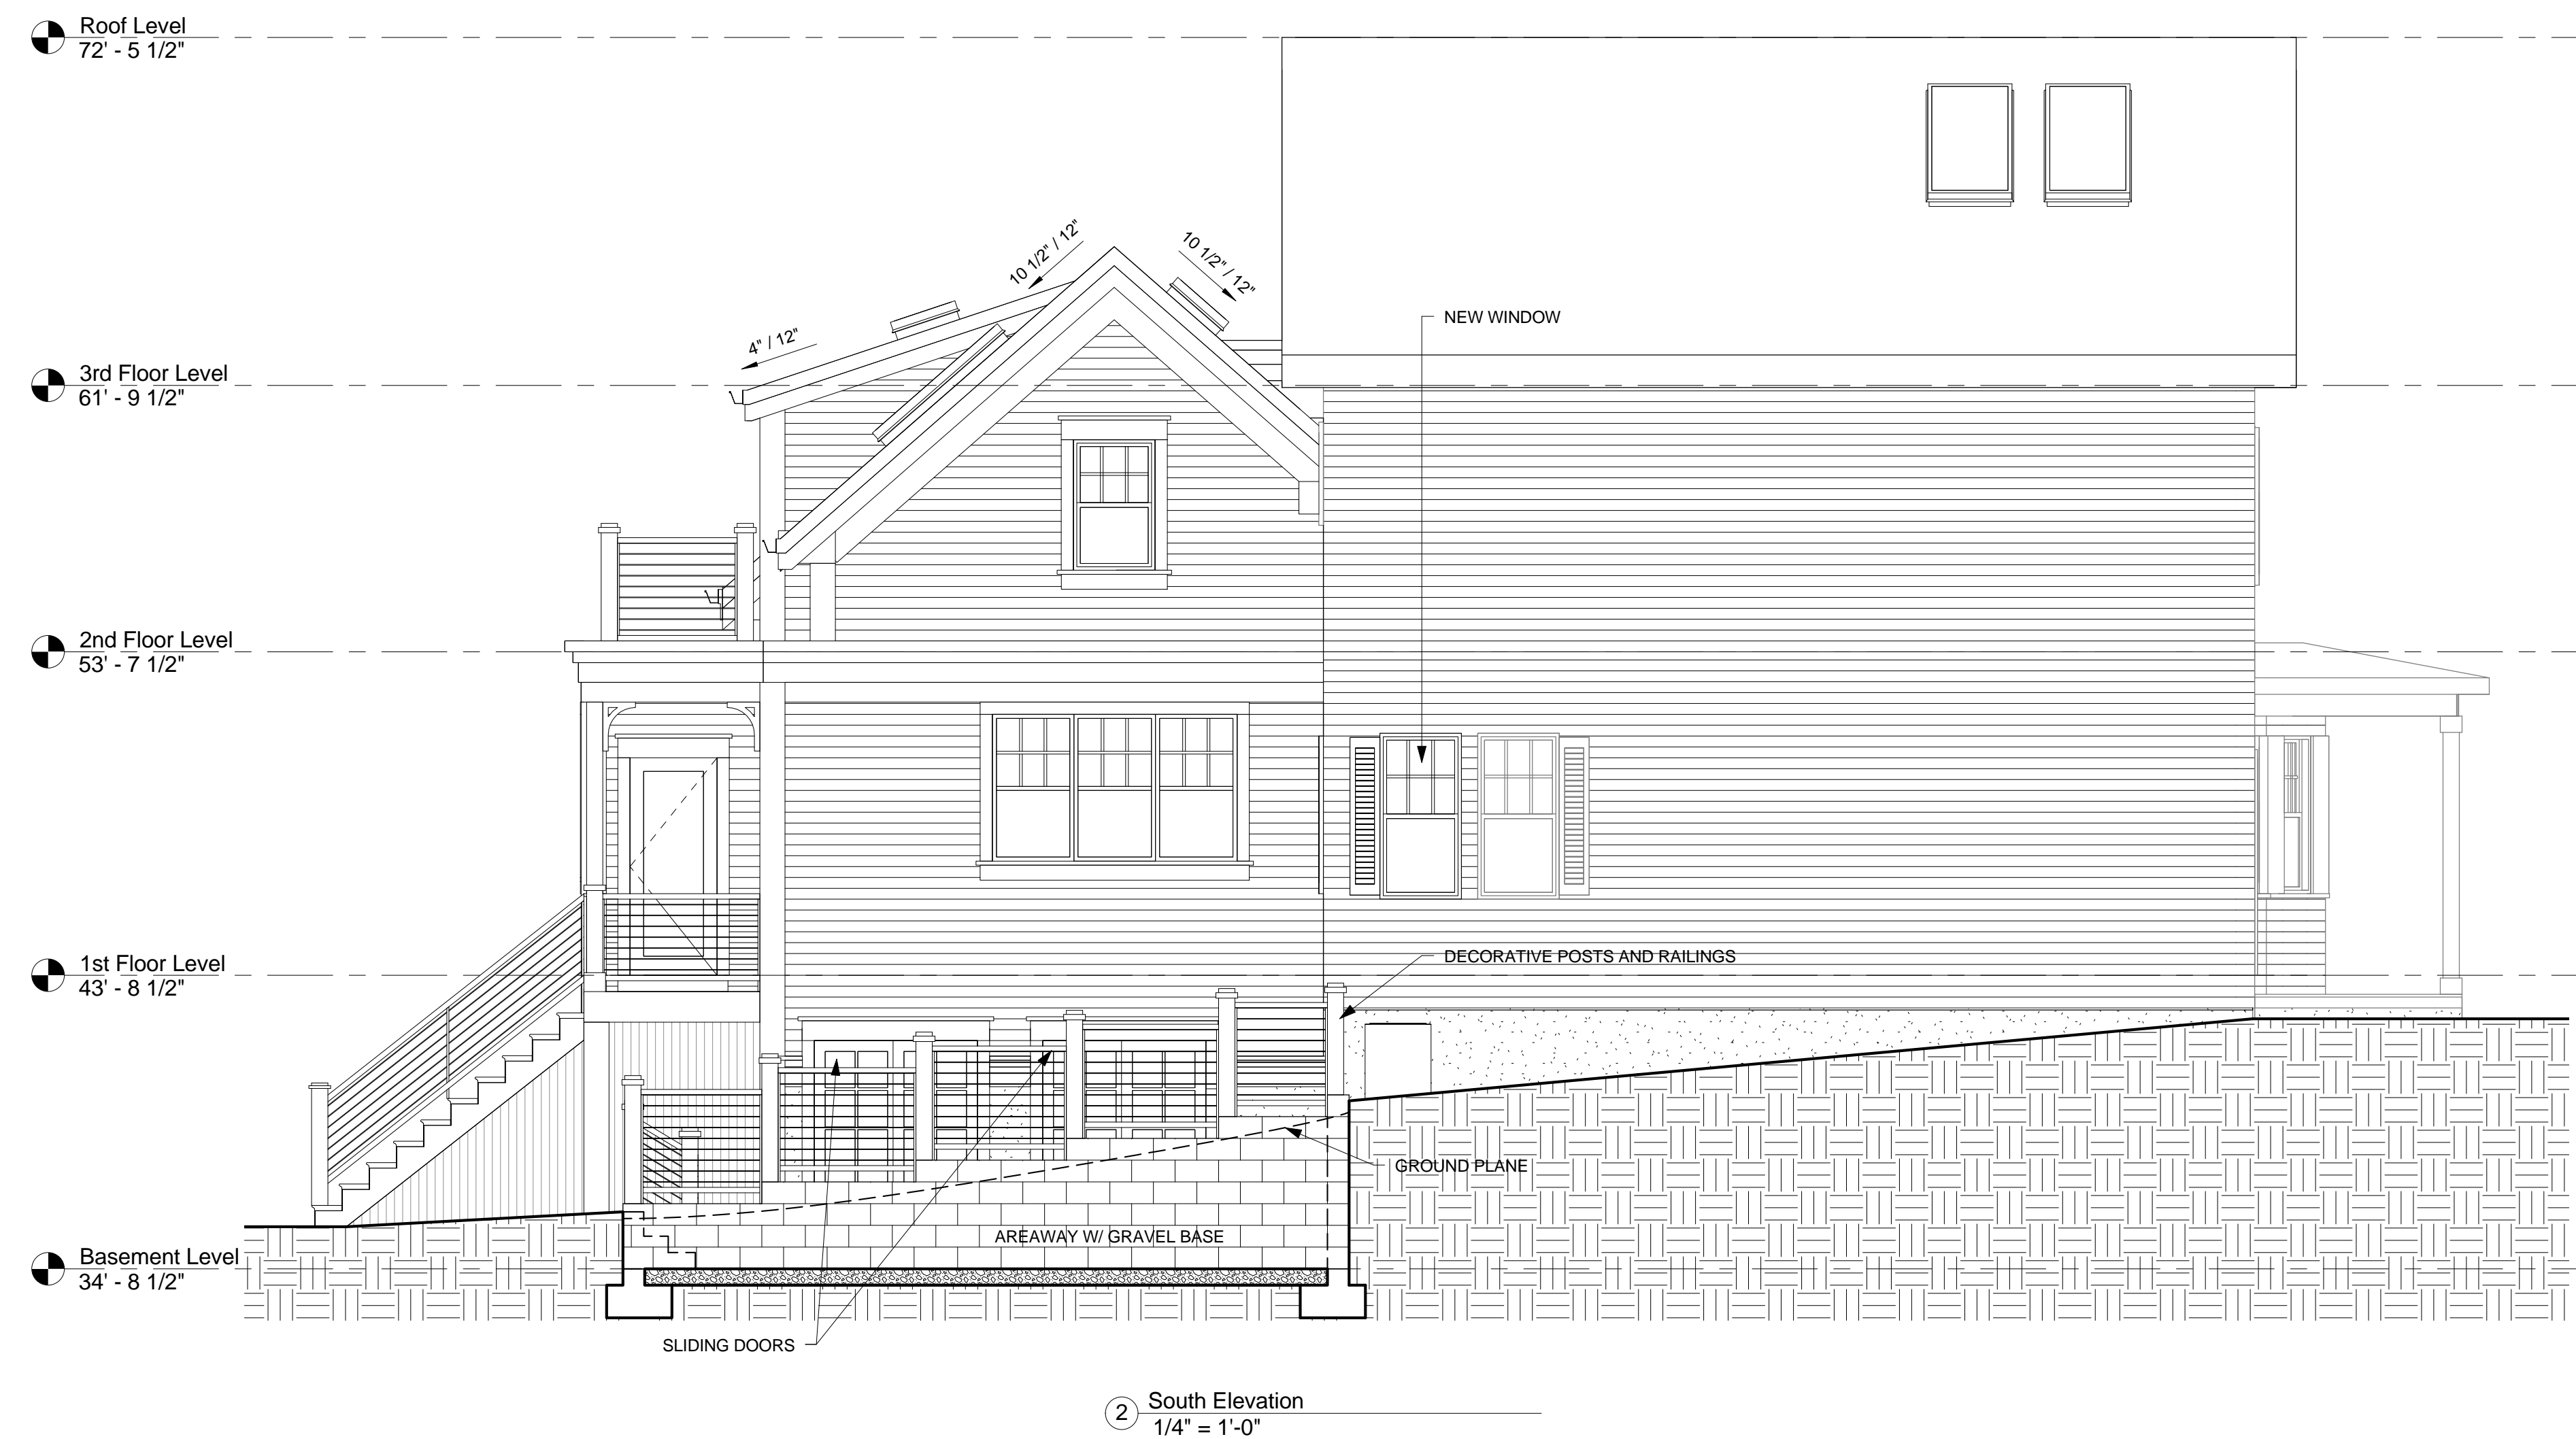 Roof Level
72' - 5 1/2"
10 1/2" / 12"
10 1/2" / 12"
NEW WINDOW
4" / 12"
3rd Floor Level
61' - 9 1/2"
2nd Floor Level
53' - 7 1/2"
DECORATIVE POSTS AND RAILINGS
1st Floor Level
43' - 8 1/2"
GROUND PLANE
AREAWAY W/ GRAVEL BASE
Basement Level
34' - 8 1/2"
SLIDING DOORS
2
South Elevation
1/4" = 1'-0"